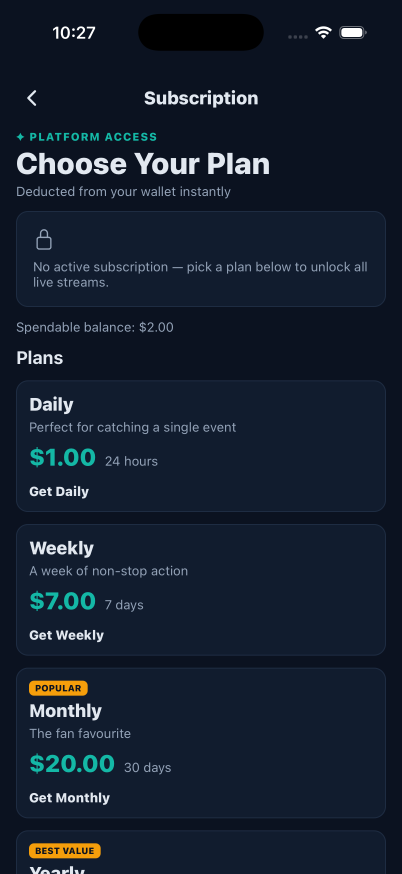 10:27
Subscription
✦ PLATFORM ACCESS
Choose Your Plan
Deducted from your wallet instantly
No active subscription — pick a plan below to unlock all
live streams.
Spendable balance: $2.00
Plans
Daily
Perfect for catching a single event
$1.00 24 hours
Get Daily
Weekly
A week of non-stop action
$7.00 7 days
Get Weekly
POPULAR
Monthly
The fan favourite
$20.00 30 days
Get Monthly
BEST VALUE
Yearly